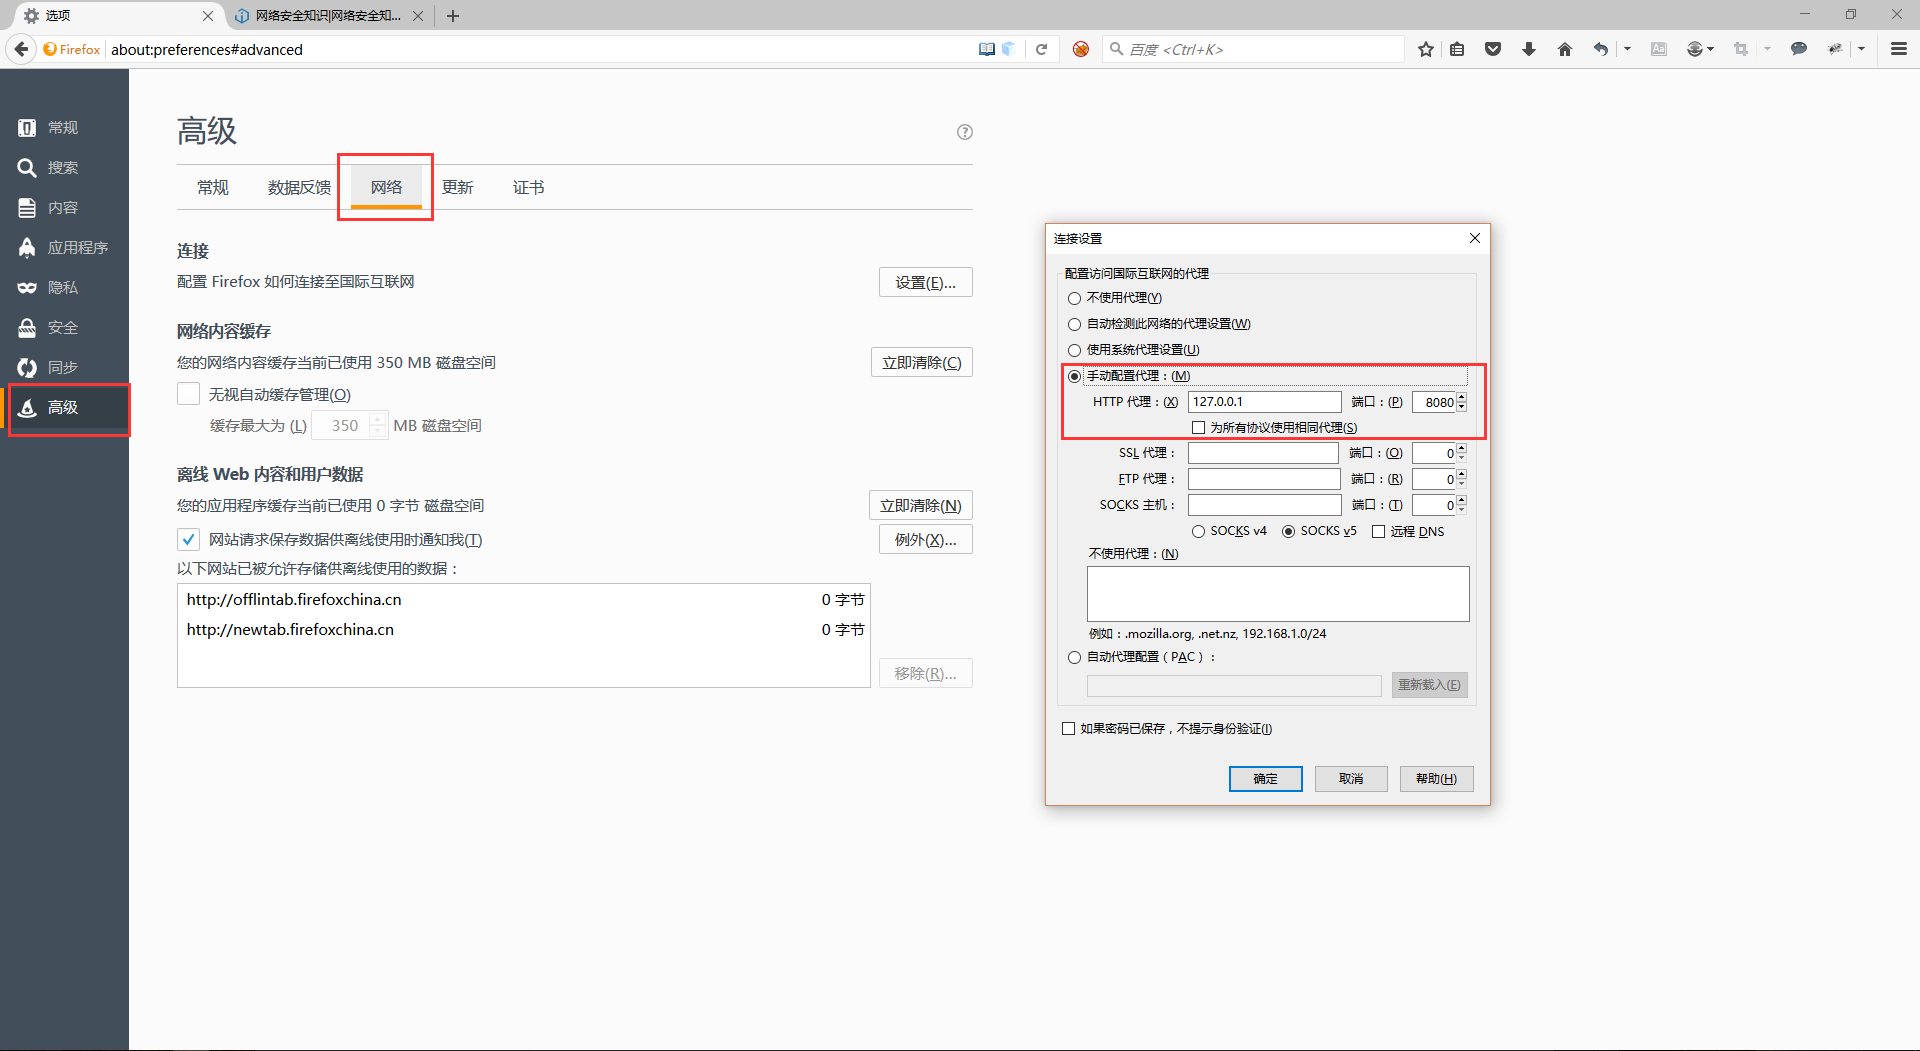 选项
网络安全知识|网络安全知...
Firefox
about:preferences#advanced
百度 <Ctrl+K>
常规
搜索
内容
应用程序
隐私
安全
同步
高级
高级
常规
数据反馈
网络
更新
证书
连接
配置 Firefox 如何连接至国际互联网
设置(E)...
网络内容缓存
您的网络内容缓存当前已使用 350 MB 磁盘空间
立即清除(C)
无视自动缓存管理(O)
缓存最大为 (L) 350 MB 磁盘空间
离线 Web 内容和用户数据
您的应用程序缓存当前已使用 0 字节 磁盘空间
立即清除(N)
网站请求保存数据供离线使用时通知我(T)
例外(X)...
以下网站已被允许存储供离线使用的数据：
http://offlintab.firefoxchina.cn 0 字节
http://newtab.firefoxchina.cn 0 字节
移除(R)...
连接设置
配置访问国际互联网的代理
不使用代理(Y)
自动检测此网络的代理设置(W)
使用系统代理设置(U)
手动配置代理：(M)
HTTP 代理：(X) 127.0.0.1 端口：(P) 8080
为所有协议使用相同代理(S)
SSL 代理： 端口：(O) 0
FTP 代理： 端口：(R) 0
SOCKS 主机： 端口：(T) 0
SOCKS v4 SOCKS v5 远程 DNS
不使用代理：(N)
例如：.mozilla.org, .net.nz, 192.168.1.0/24
自动代理配置（PAC）：
重新载入(E)
如果密码已保存，不提示身份验证(I)
确定 取消 帮助(H)